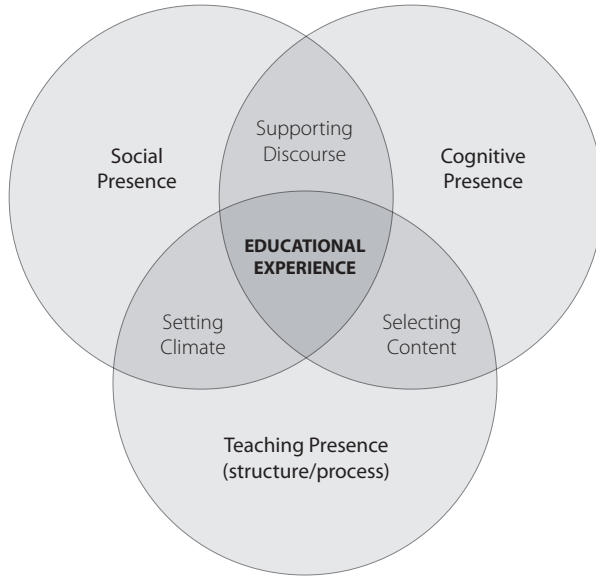 Supporting
Discourse
Social
Presence
Cognitive
Presence
EDUCATIONAL
EXPERIENCE
Setting
Climate
Selecting
Content
Teaching Presence
(structure/process)